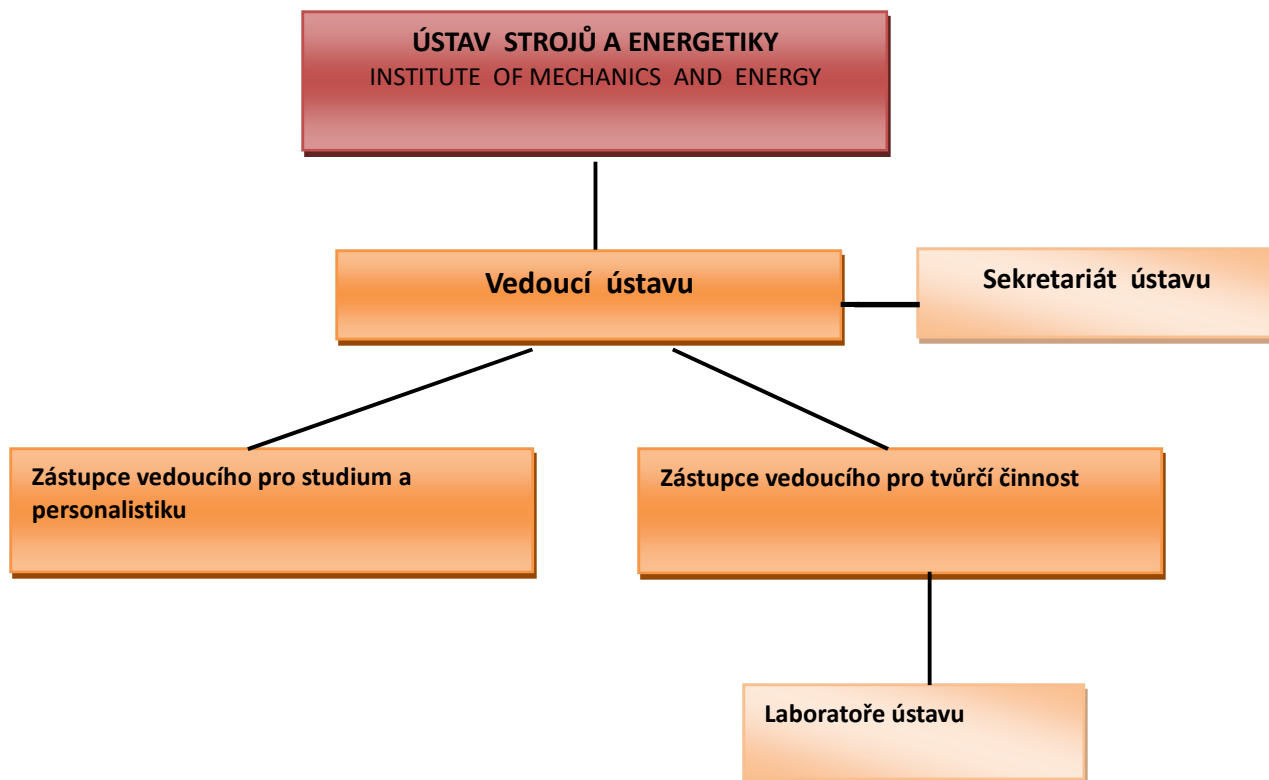 ÚSTAV STROJŮ A ENERGETIKY
INSTITUTE OF MECHANICS AND ENERGY
Vedoucí ústavu
Sekretariát ústavu
Zástupce vedoucího pro studium a
personalistiku
Zástupce vedoucího pro tvůrčí činnost
Laboratoře ústavu